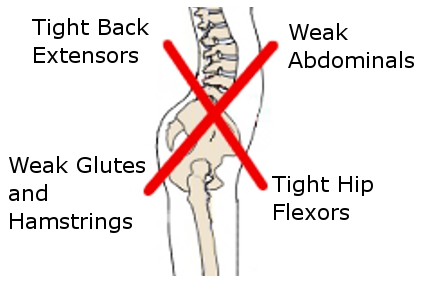 Tight Back
Extensors
Weak
Abdominals
Weak Glutes
and
Hamstrings
Tight Hip
Flexors